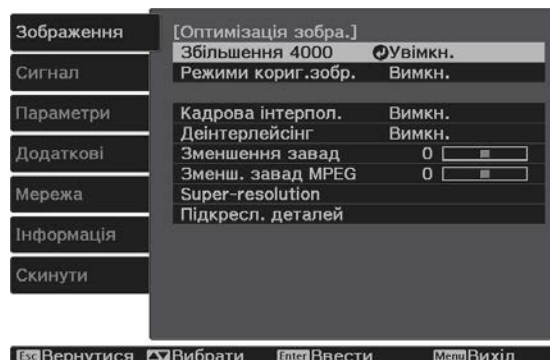 Зображення
Сигнал
Параметри
Додаткові
Мережа
Інформація
Скинути
[Оптимізація зобра.]
Збільшення 4000 Увімкн.
Режими кориг.зобр. Вимкн.
Кадрова інтерпол. Вимкн.
Деінтерлейсінг Вимкн.
Зменшення завад 0
Зменш. завад MPEG 0
Super-resolution
Підкресл. деталей
Esc Вернутися Вибрати Enter Ввести Menu Вихід